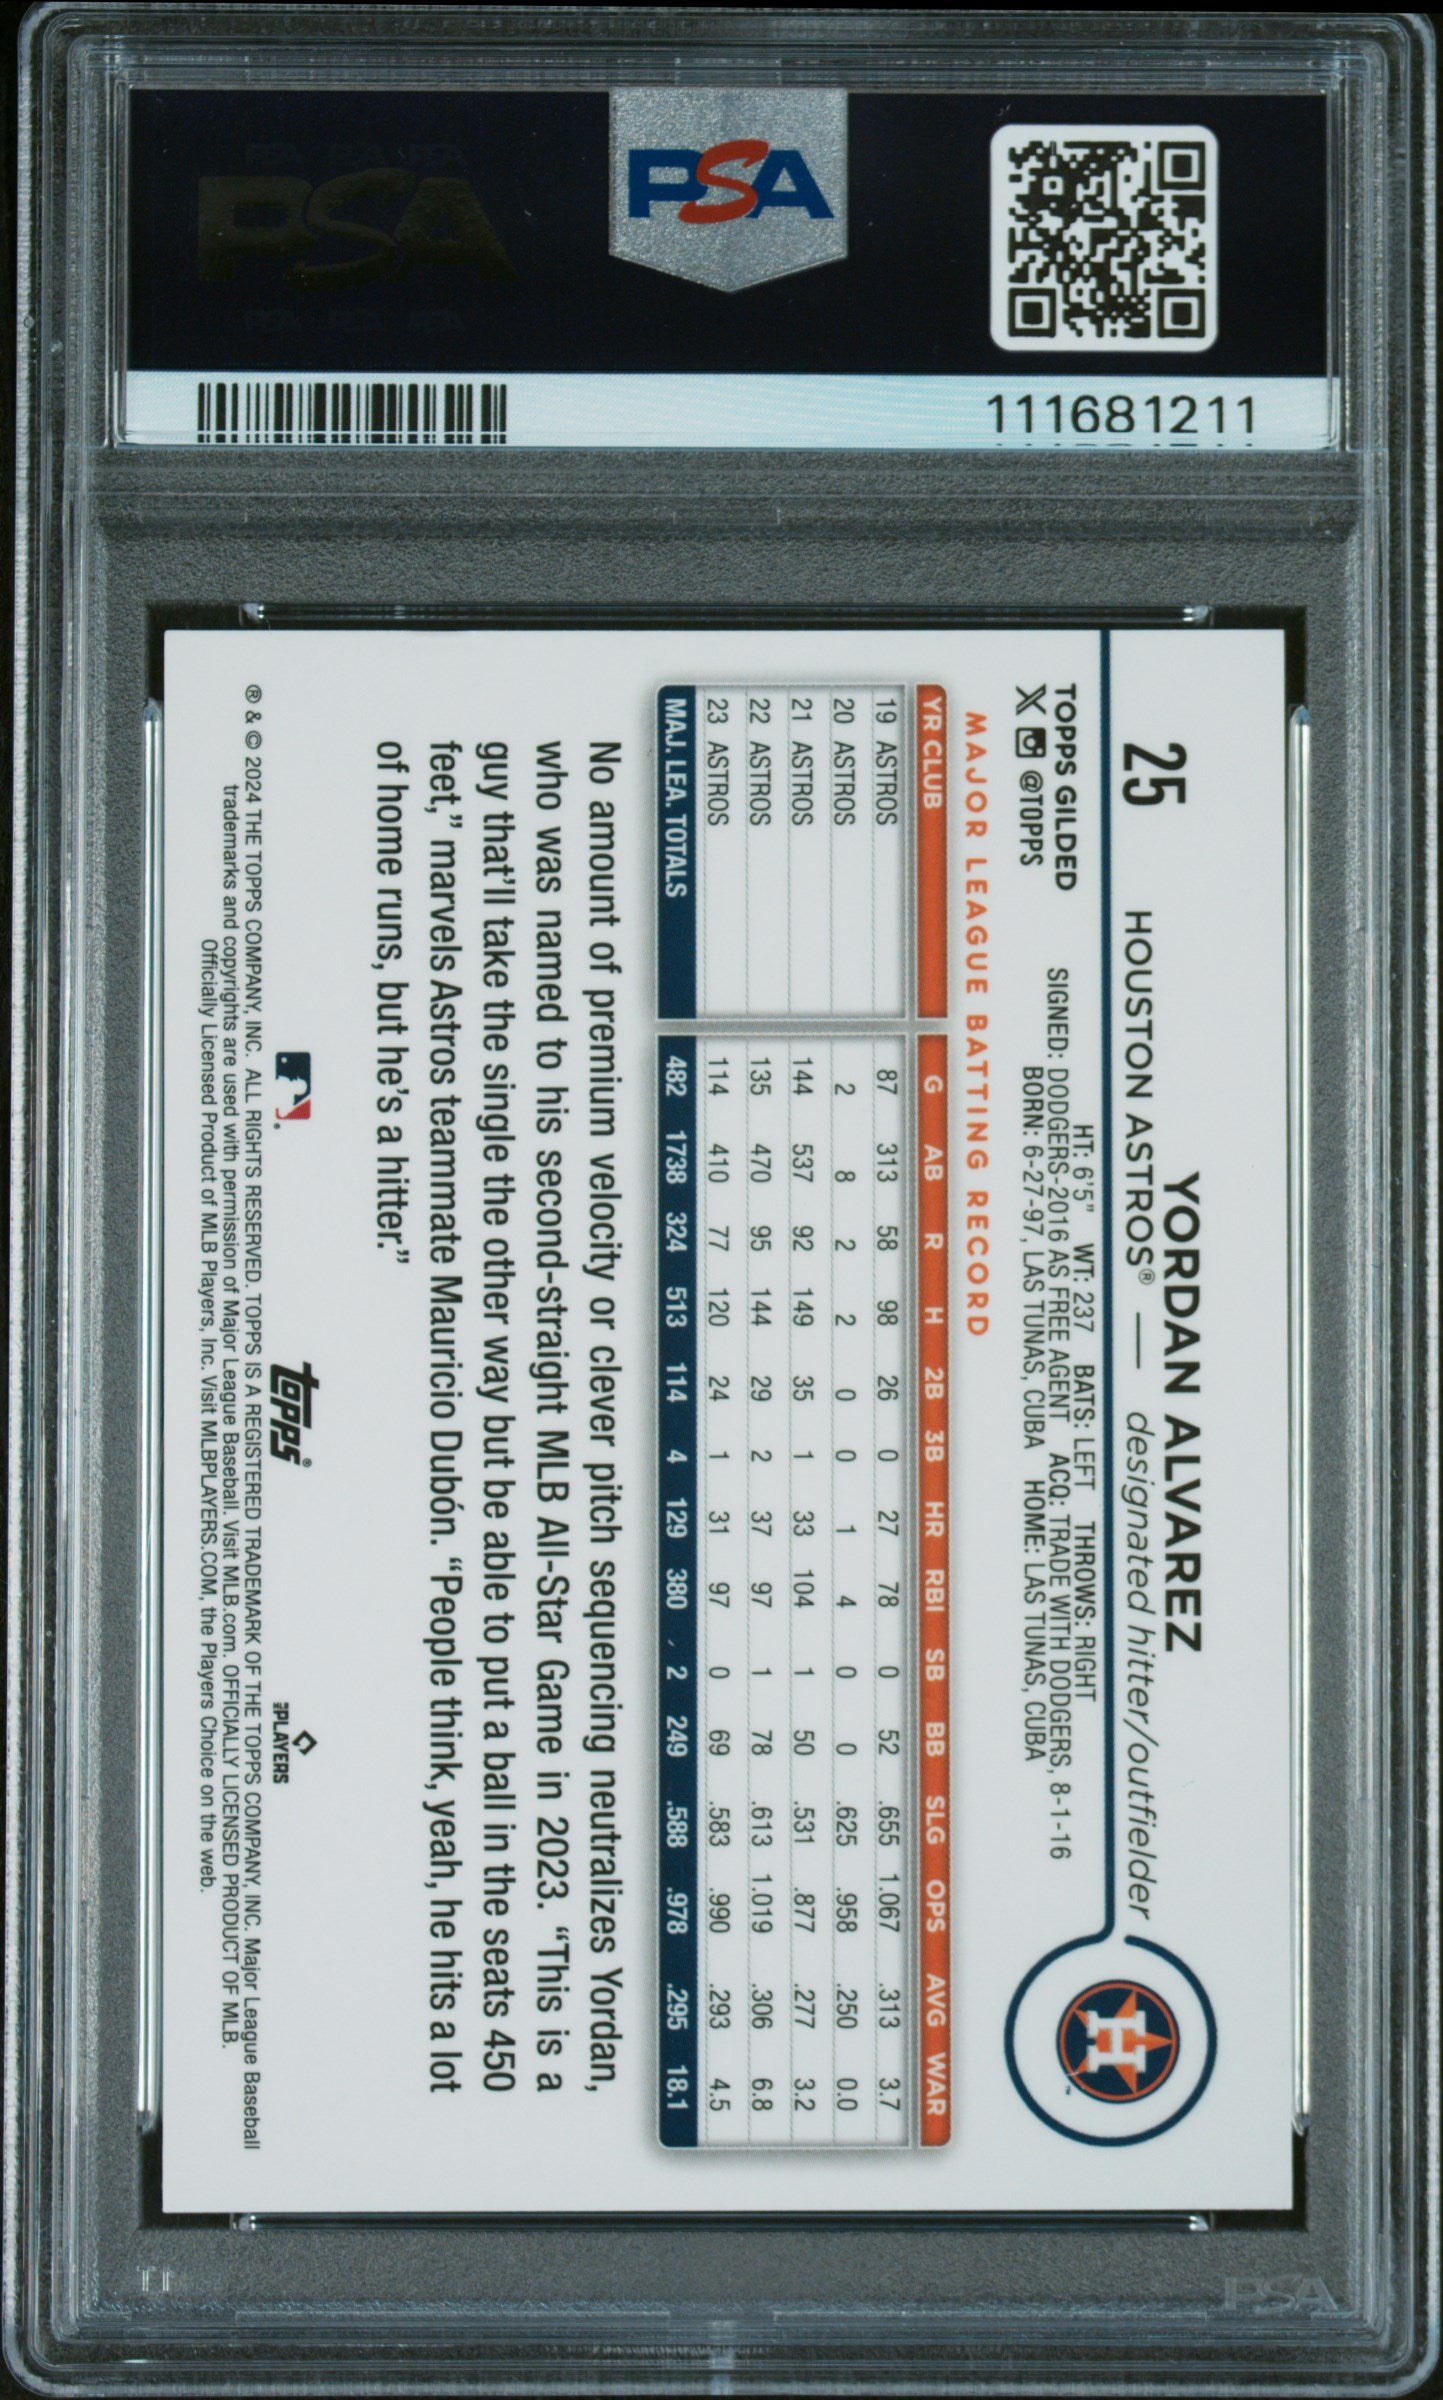 PSA
PSA PSA PSA
PSA
PSA PSA PSA
111681211
25
YORDAN ALVAREZ
HOUSTON ASTROS® — designated hitter/outfielder
TOPPS GILDED
@TOPPS
HT: 6'5" WT: 237 BATS: LEFT THROWS: RIGHT
SIGNED: DODGERS-2016 AS FREE AGENT ACQ: TRADE WITH DODGERS, 8-1-16
BORN: 6-27-97, LAS TUNAS, CUBA HOME: LAS TUNAS, CUBA
H
™
MAJOR LEAGUE BATTING RECORD
YR CLUB G AB R H 2B 3B HR RBI SB BB SLG OPS AVG WAR
19 ASTROS 87 313 58 98 26 0 27 78 0 52 .655 1.067 .313 3.7
20 ASTROS 2 8 2 2 0 0 1 4 0 0 .625 .958 .250 0.0
21 ASTROS 144 537 92 149 35 1 33 104 1 50 .531 .877 .277 3.2
22 ASTROS 135 470 95 144 29 2 37 97 1 78 .613 1.019 .306 6.8
23 ASTROS 114 410 77 120 24 1 31 97 0 69 .583 .990 .293 4.5
MAJ. LEA. TOTALS 482 1738 324 513 114 4 129 380 2 249 .588 .978 .295 18.1
No amount of premium velocity or clever pitch sequencing neutralizes Yordan,
who was named to his second-straight MLB All-Star Game in 2023. “This is a
guy that’ll take the single the other way but be able to put a ball in the seats 450
feet,” marvels Astros teammate Mauricio Dubón. “People think, yeah, he hits a lot
of home runs, but he’s a hitter.”
topps®
PLAYERS
® & © 2024 THE TOPPS COMPANY, INC. ALL RIGHTS RESERVED. TOPPS IS A REGISTERED TRADEMARK OF THE TOPPS COMPANY, INC. Major League Baseball
trademarks and copyrights are used with permission of Major League Baseball. Visit MLB.com. OFFICIALLY LICENSED PRODUCT OF MLB.
Officially Licensed Product of MLB Players, Inc. Visit MLBPLAYERS.COM, the Players Choice on the web.
PSA